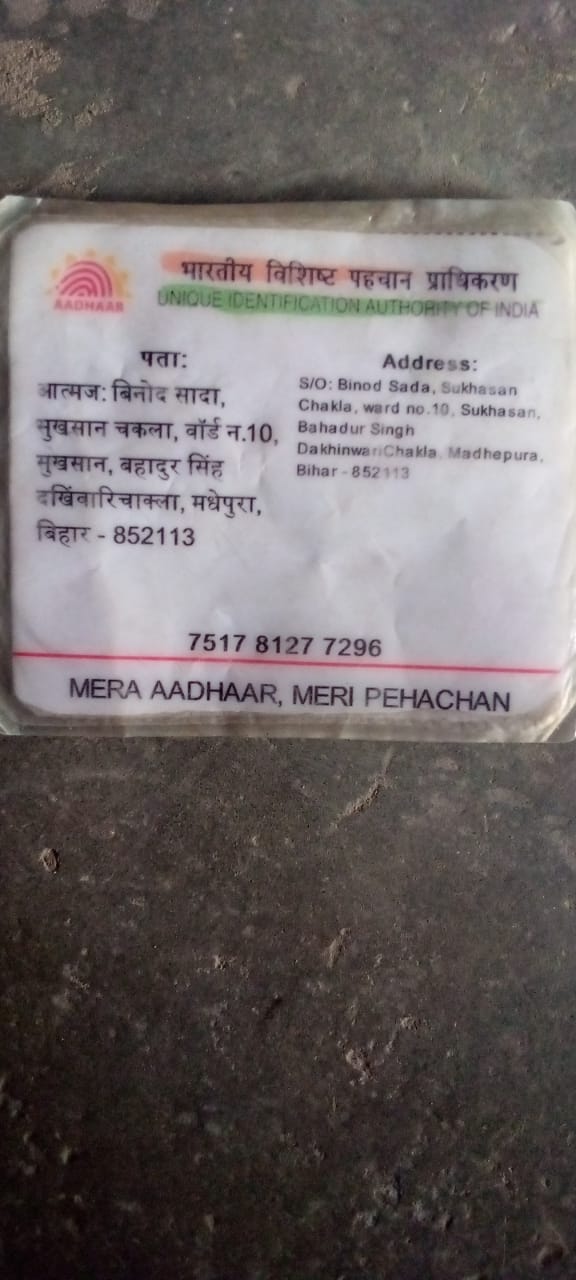 AADHAAR
भारतीय विशिष्ट पहचान प्राधिकरण
UNIQUE IDENTIFICATION AUTHORITY OF INDIA
पता:
आत्मज: बिनोद सादा,
सुखसान चकला, वॉर्ड न.10,
सुखसान, बहादुर सिंह
दखिंवारिचाक्ला, मधेपुरा,
बिहार - 852113
Address:
S/O: Binod Sada, Sukhasan
Chakla, ward no.10, Sukhasan,
Bahadur Singh
DakhinwariChakla, Madhepura,
Bihar - 852113
7517 8127 7296
MERA AADHAAR, MERI PEHACHAN